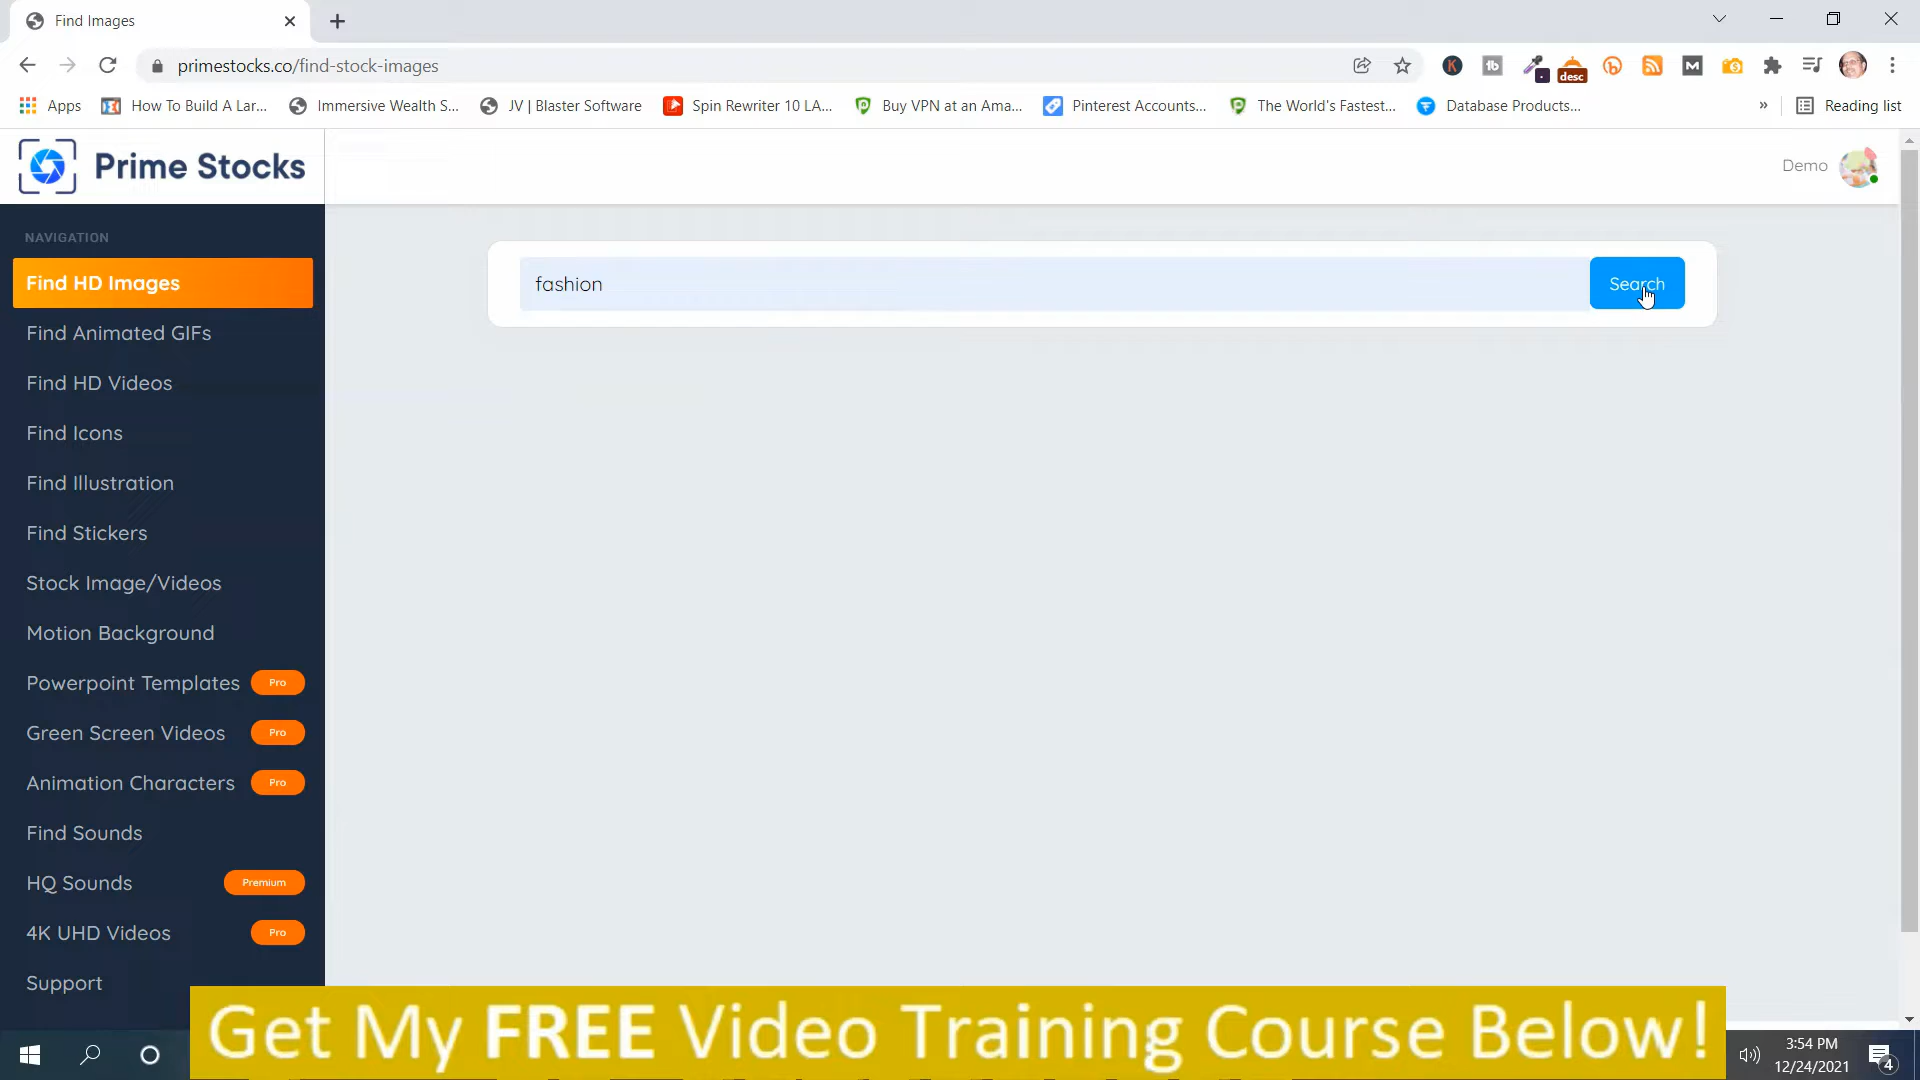 Find Images
primestocks.co/find-stock-images
K
tb
desc
b
M
$
Apps
How To Build A Lar...
Immersive Wealth S...
JV | Blaster Software
Spin Rewriter 10 LA...
Buy VPN at an Ama...
Pinterest Accounts...
The World's Fastest...
Database Products...
»
Reading list
Prime Stocks
Demo
NAVIGATION
fashion
Search
Find HD Images
Find Animated GIFs
Find HD Videos
Find Icons
Find Illustration
Find Stickers
Stock Image/Videos
Motion Background
Powerpoint Templates Pro
Green Screen Videos Pro
Animation Characters Pro
Find Sounds
HQ Sounds Premium
4K UHD Videos Pro
Support
Get My FREE Video Training Course Below!
3:54 PM
12/24/2021
4